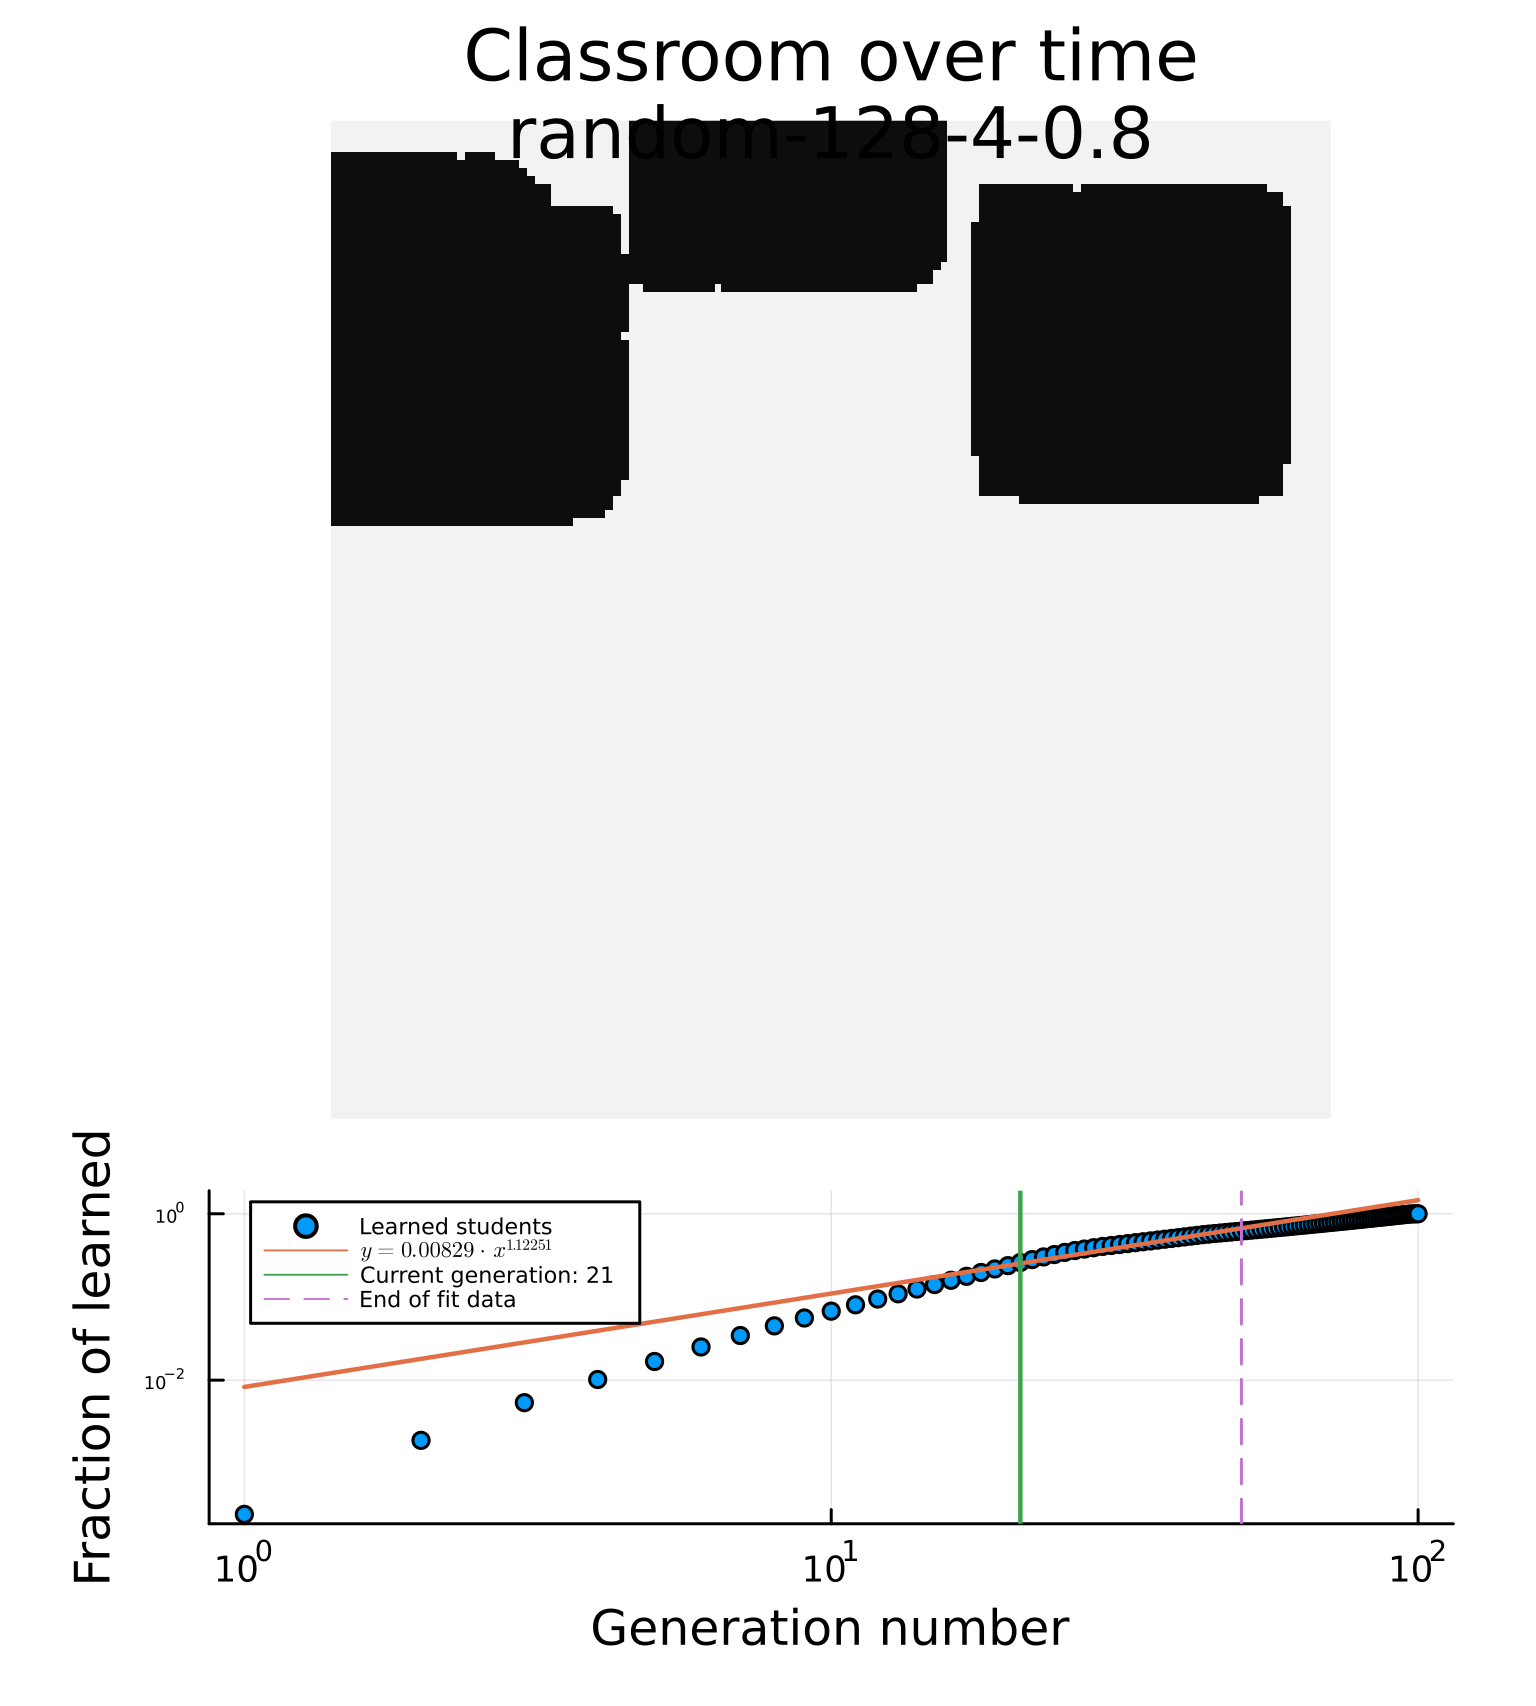 Classroom over time
random-128-4-0.8
Fraction of learned
10⁰
10⁻²
Learned students
y = 0.00829 · x^1.12251
Current generation: 21
End of fit data
10⁰ 10¹ 10²
Generation number